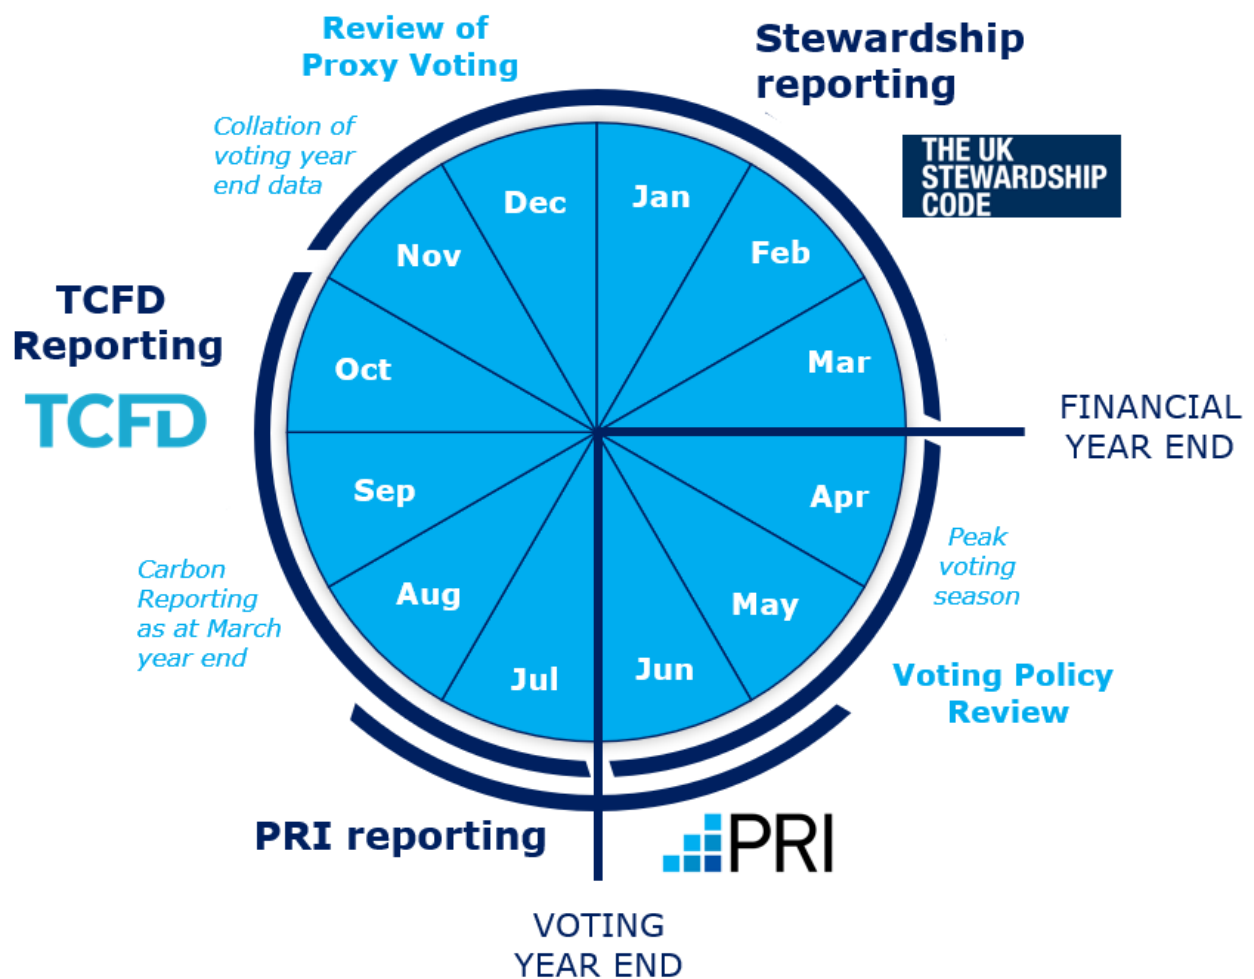 Review of
Proxy Voting
Stewardship
reporting
Collation of
voting year
end data
THE UK
STEWARDSHIP
CODE
Dec
Jan
Nov
Feb
TCFD
Reporting
TCFD
Oct
Mar
FINANCIAL
YEAR END
Sep
Apr
Peak
voting
season
Carbon
Reporting
as at March
year end
Aug
May
Jul
Jun
Voting Policy
Review
PRI reporting
PRI
VOTING
YEAR END